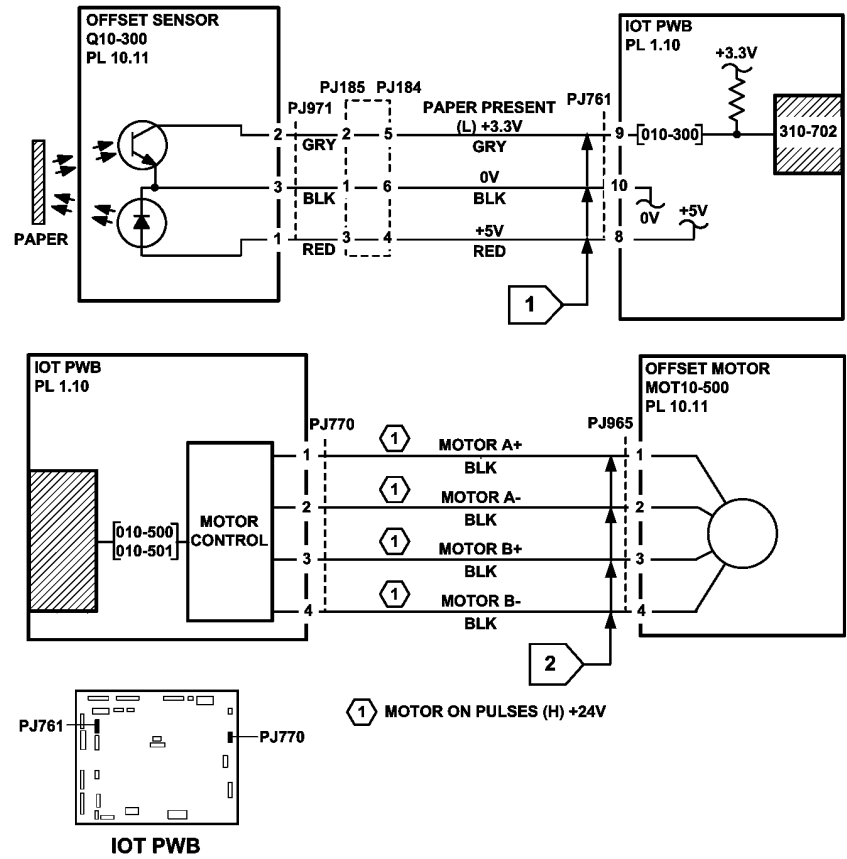 OFFSET SENSOR
Q10-300
PL 10.11
IOT PWB
PL 1.10
+3.3V
PJ185 PJ184
PJ971
PAPER PRESENT
PJ761
(L) +3.3V
2
GRY
2
5
GRY
9
010-300
310-702
3
BLK
1
6
0V
BLK
10
0V
+5V
PAPER
1
RED
3
4
+5V
RED
8
1
IOT PWB
PL 1.10
OFFSET MOTOR
MOT10-500
PL 10.11
PJ770
PJ965
1
1
MOTOR A+
BLK
1
2
1
MOTOR A-
BLK
2
010-500
010-501
MOTOR
CONTROL
3
1
MOTOR B+
BLK
3
4
1
MOTOR B-
BLK
4
2
1 MOTOR ON PULSES (H) +24V
PJ761
PJ770
IOT PWB